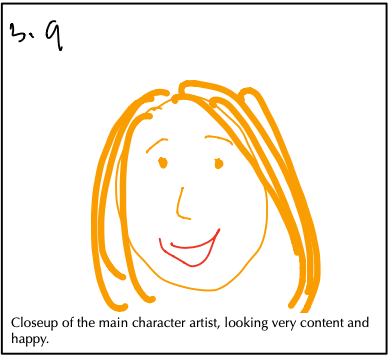 3.9
Closeup of the main character artist, looking very content and
happy.